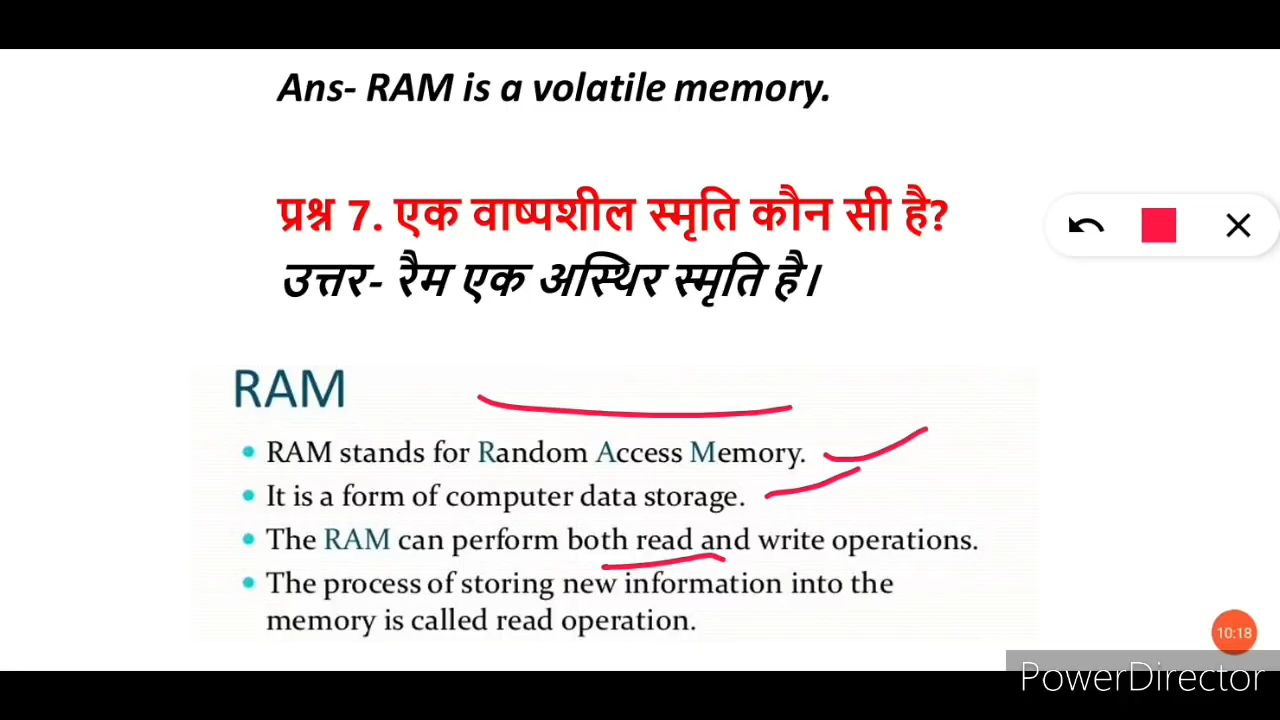 Ans- RAM is a volatile memory.
प्रश्न 7. एक वाष्पशील स्मृति कौन सी है?
उत्तर- रैम एक अस्थिर स्मृति है।
RAM
• RAM stands for Random Access Memory.
• It is a form of computer data storage.
• The RAM can perform both read and write operations.
• The process of storing new information into the
memory is called read operation.
10:18
PowerDirector